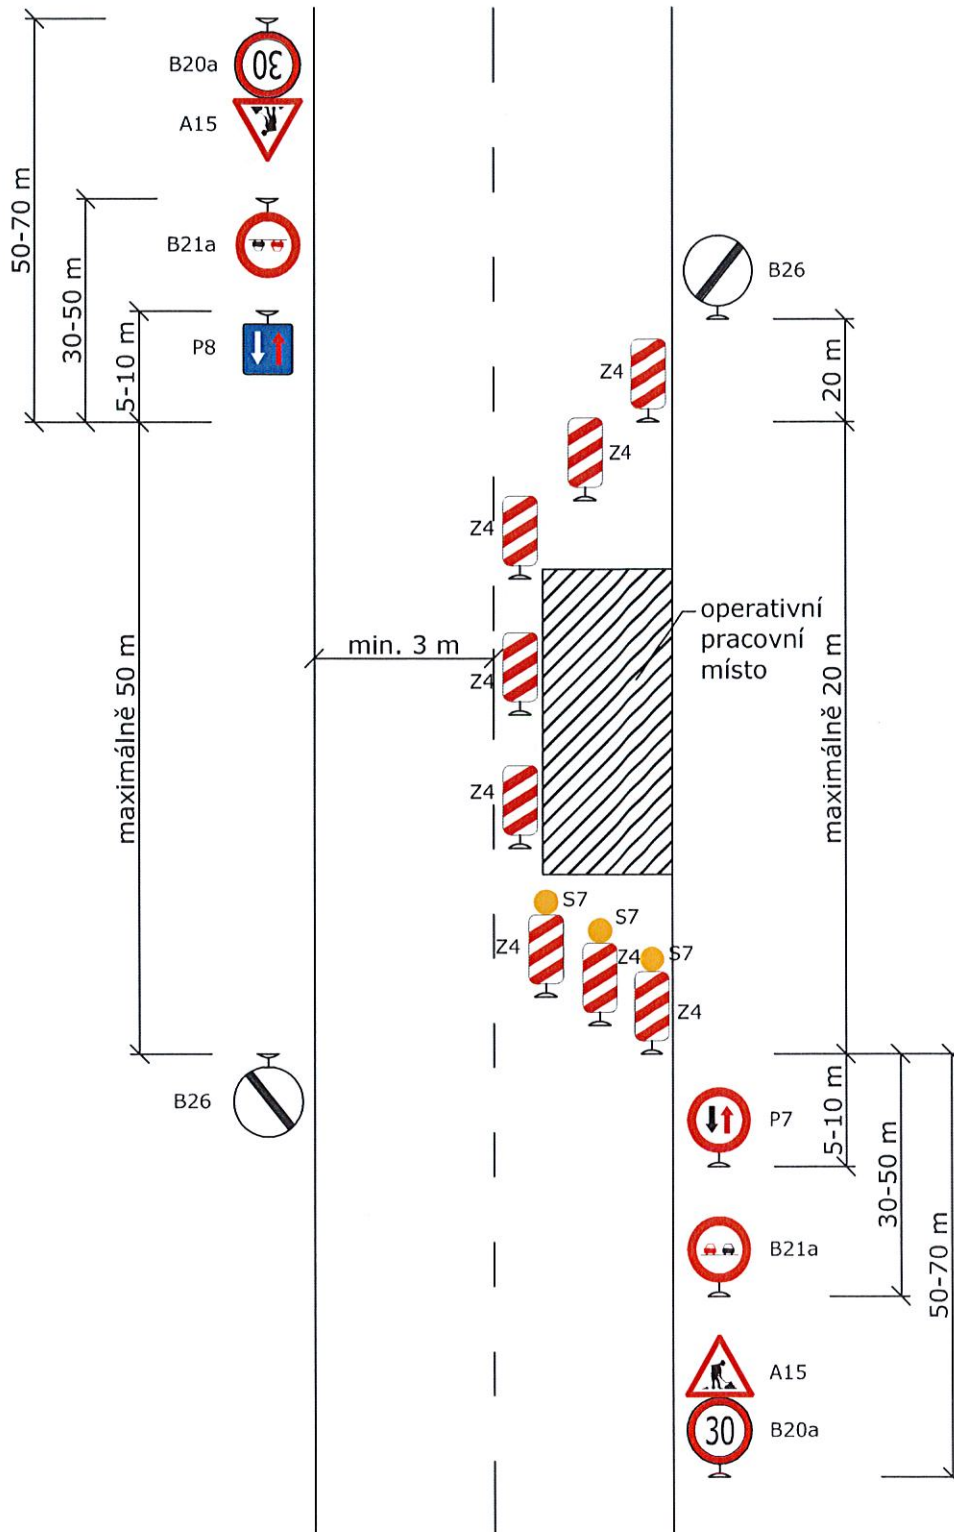 B20a
30
A15
50-70 m
B21a
30-50 m
B26
P8
5-10 m
Z4
20 m
Z4
Z4
operativní
pracovní
místo
min. 3 m
Z4
maximálně 50 m
maximálně 20 m
Z4
S7
S7
S7
Z4
Z4
Z4
B26
P7
5-10 m
30-50 m
B21a
50-70 m
A15
30
B20a